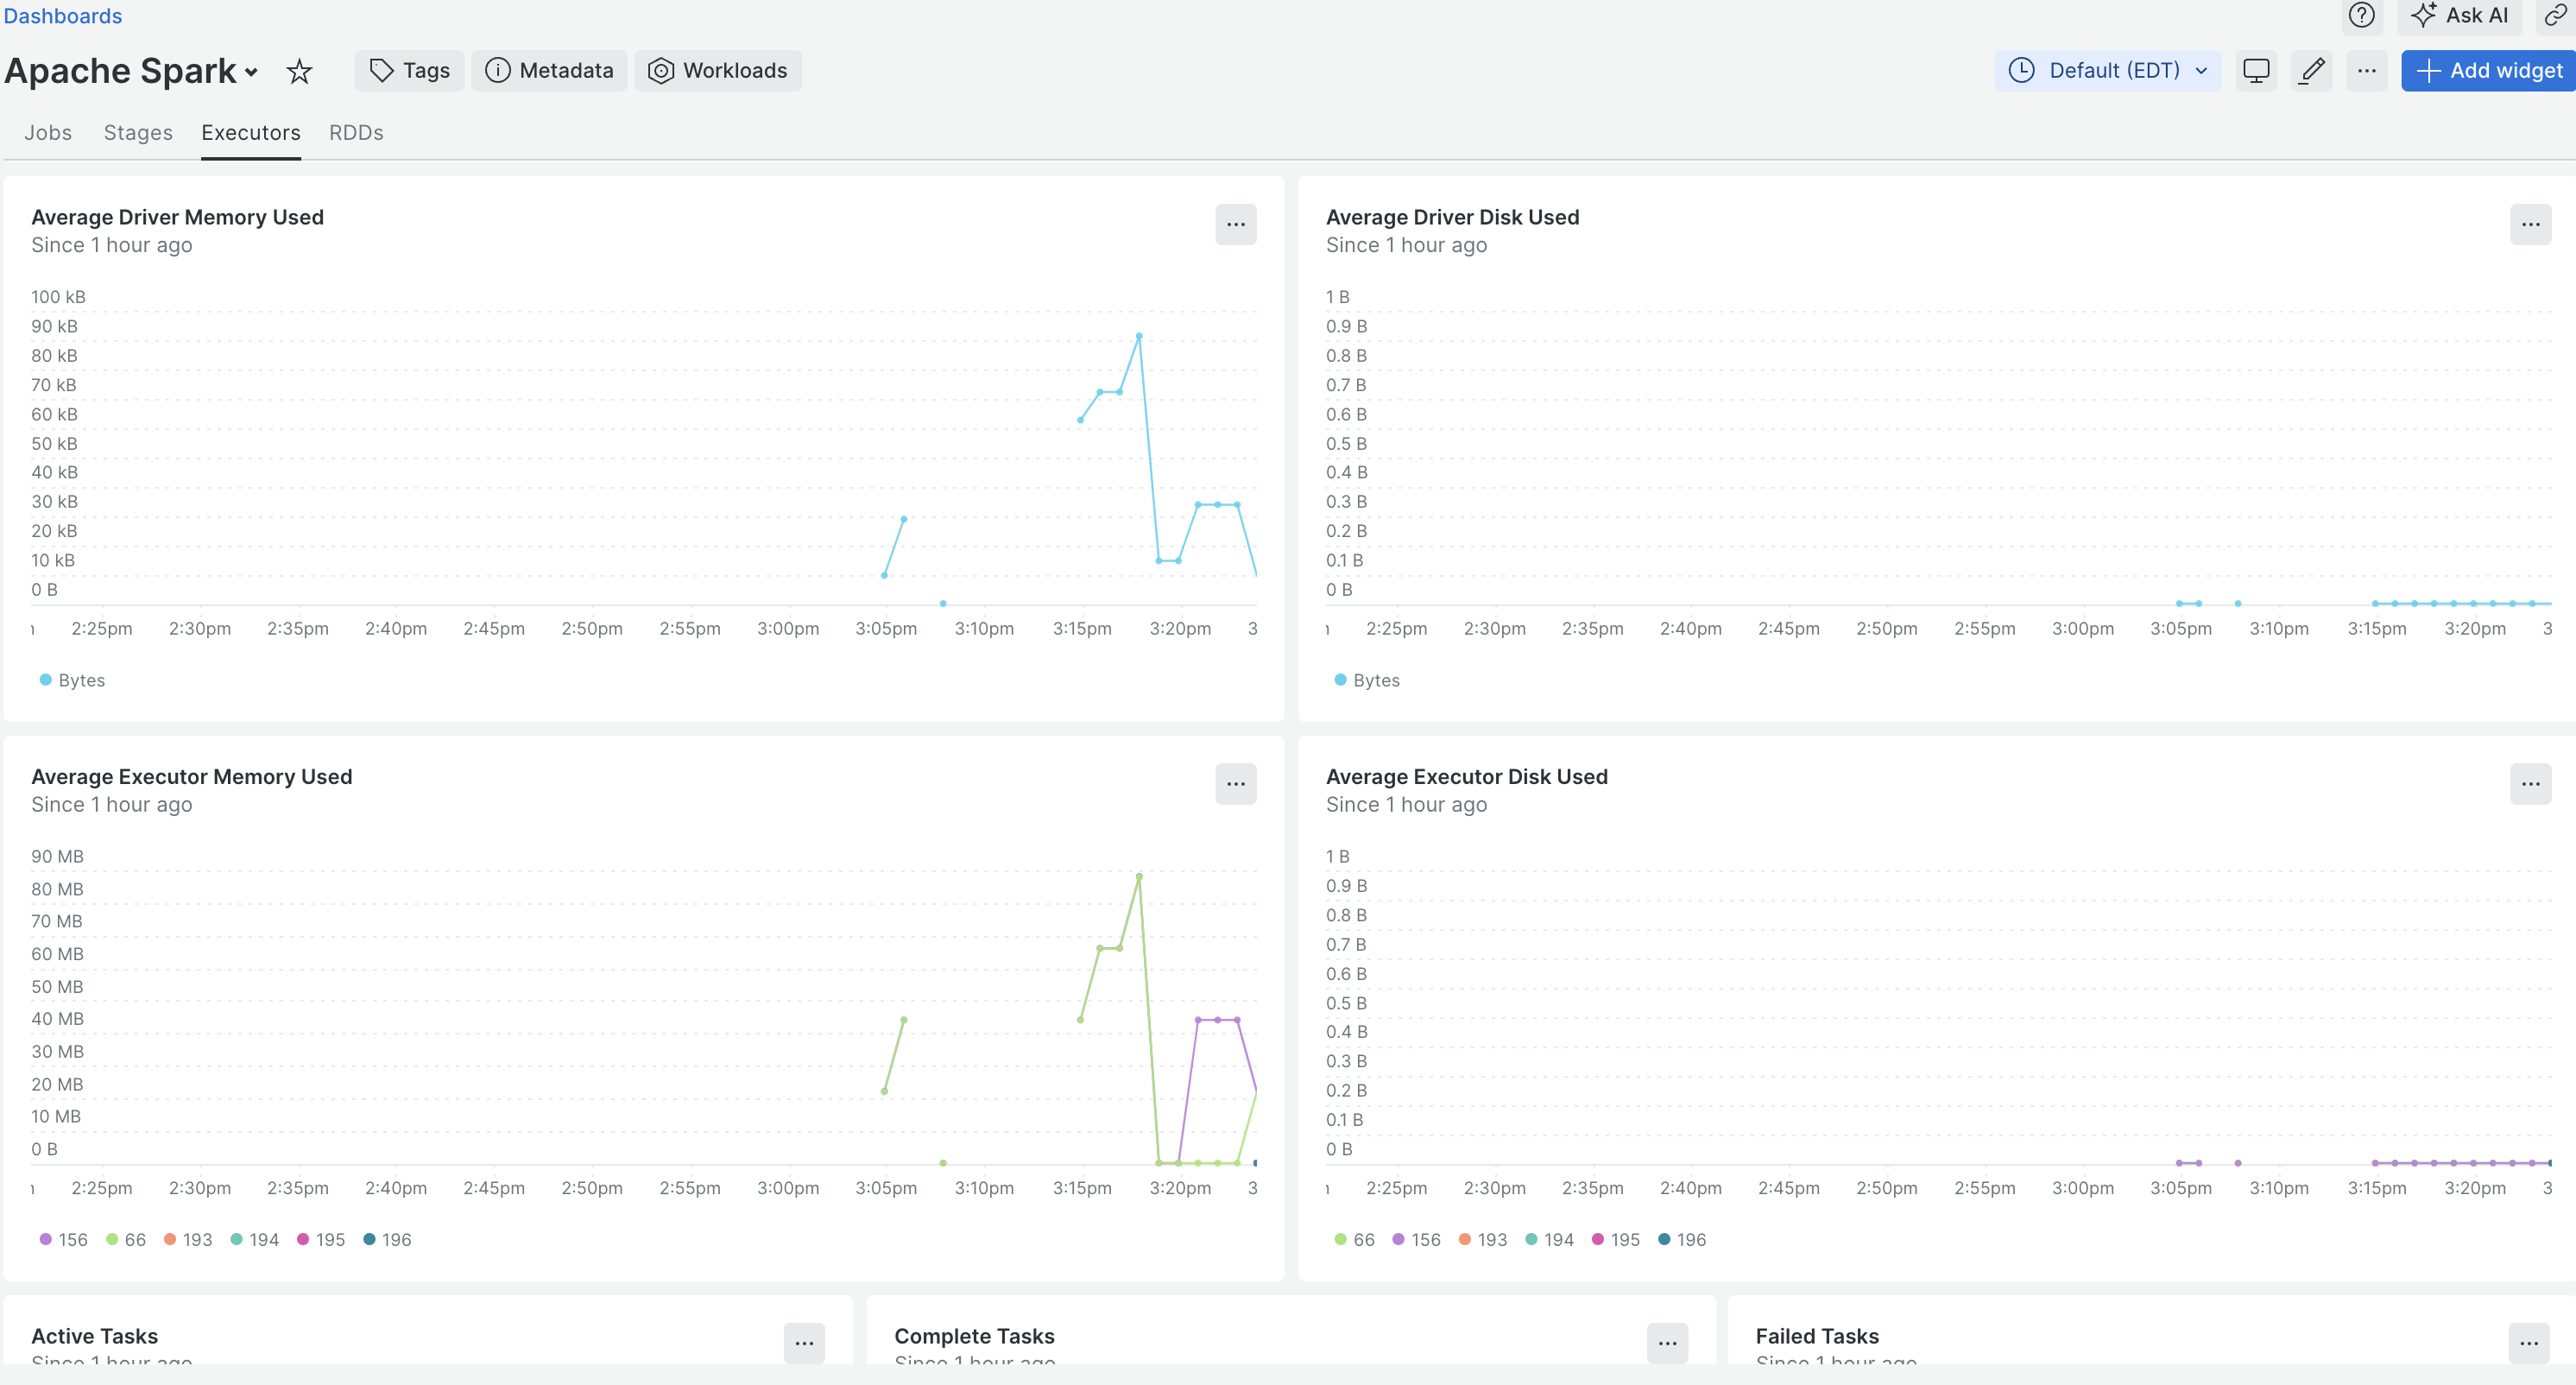 Dashboards
Ask AI
Apache Spark
Tags
Metadata
Workloads
Default (EDT)
Add widget
Jobs
Stages
Executors
RDDs
Average Driver Memory Used
Since 1 hour ago
100 kB
90 kB
80 kB
70 kB
60 kB
50 kB
40 kB
30 kB
20 kB
10 kB
0 B
2:25pm 2:30pm 2:35pm 2:40pm 2:45pm 2:50pm 2:55pm 3:00pm 3:05pm 3:10pm 3:15pm 3:20pm 3
Bytes
Average Driver Disk Used
Since 1 hour ago
1 B
0.9 B
0.8 B
0.7 B
0.6 B
0.5 B
0.4 B
0.3 B
0.2 B
0.1 B
0 B
2:25pm 2:30pm 2:35pm 2:40pm 2:45pm 2:50pm 2:55pm 3:00pm 3:05pm 3:10pm 3:15pm 3:20pm 3
Bytes
Average Executor Memory Used
Since 1 hour ago
90 MB
80 MB
70 MB
60 MB
50 MB
40 MB
30 MB
20 MB
10 MB
0 B
2:25pm 2:30pm 2:35pm 2:40pm 2:45pm 2:50pm 2:55pm 3:00pm 3:05pm 3:10pm 3:15pm 3:20pm 3
156 66 193 194 195 196
Average Executor Disk Used
Since 1 hour ago
1 B
0.9 B
0.8 B
0.7 B
0.6 B
0.5 B
0.4 B
0.3 B
0.2 B
0.1 B
0 B
2:25pm 2:30pm 2:35pm 2:40pm 2:45pm 2:50pm 2:55pm 3:00pm 3:05pm 3:10pm 3:15pm 3:20pm 3
66 156 193 194 195 196
Active Tasks
Since 1 hour ago
Complete Tasks
Since 1 hour ago
Failed Tasks
Since 1 hour ago